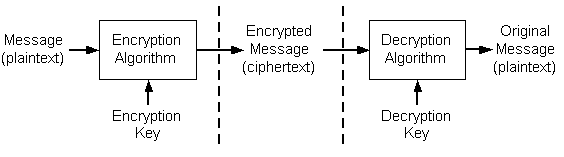 Message
(plaintext)
Encryption
Algorithm
Encryption
Key
Encrypted
Message
(ciphertext)
Decryption
Algorithm
Decryption
Key
Original
Message
(plaintext)